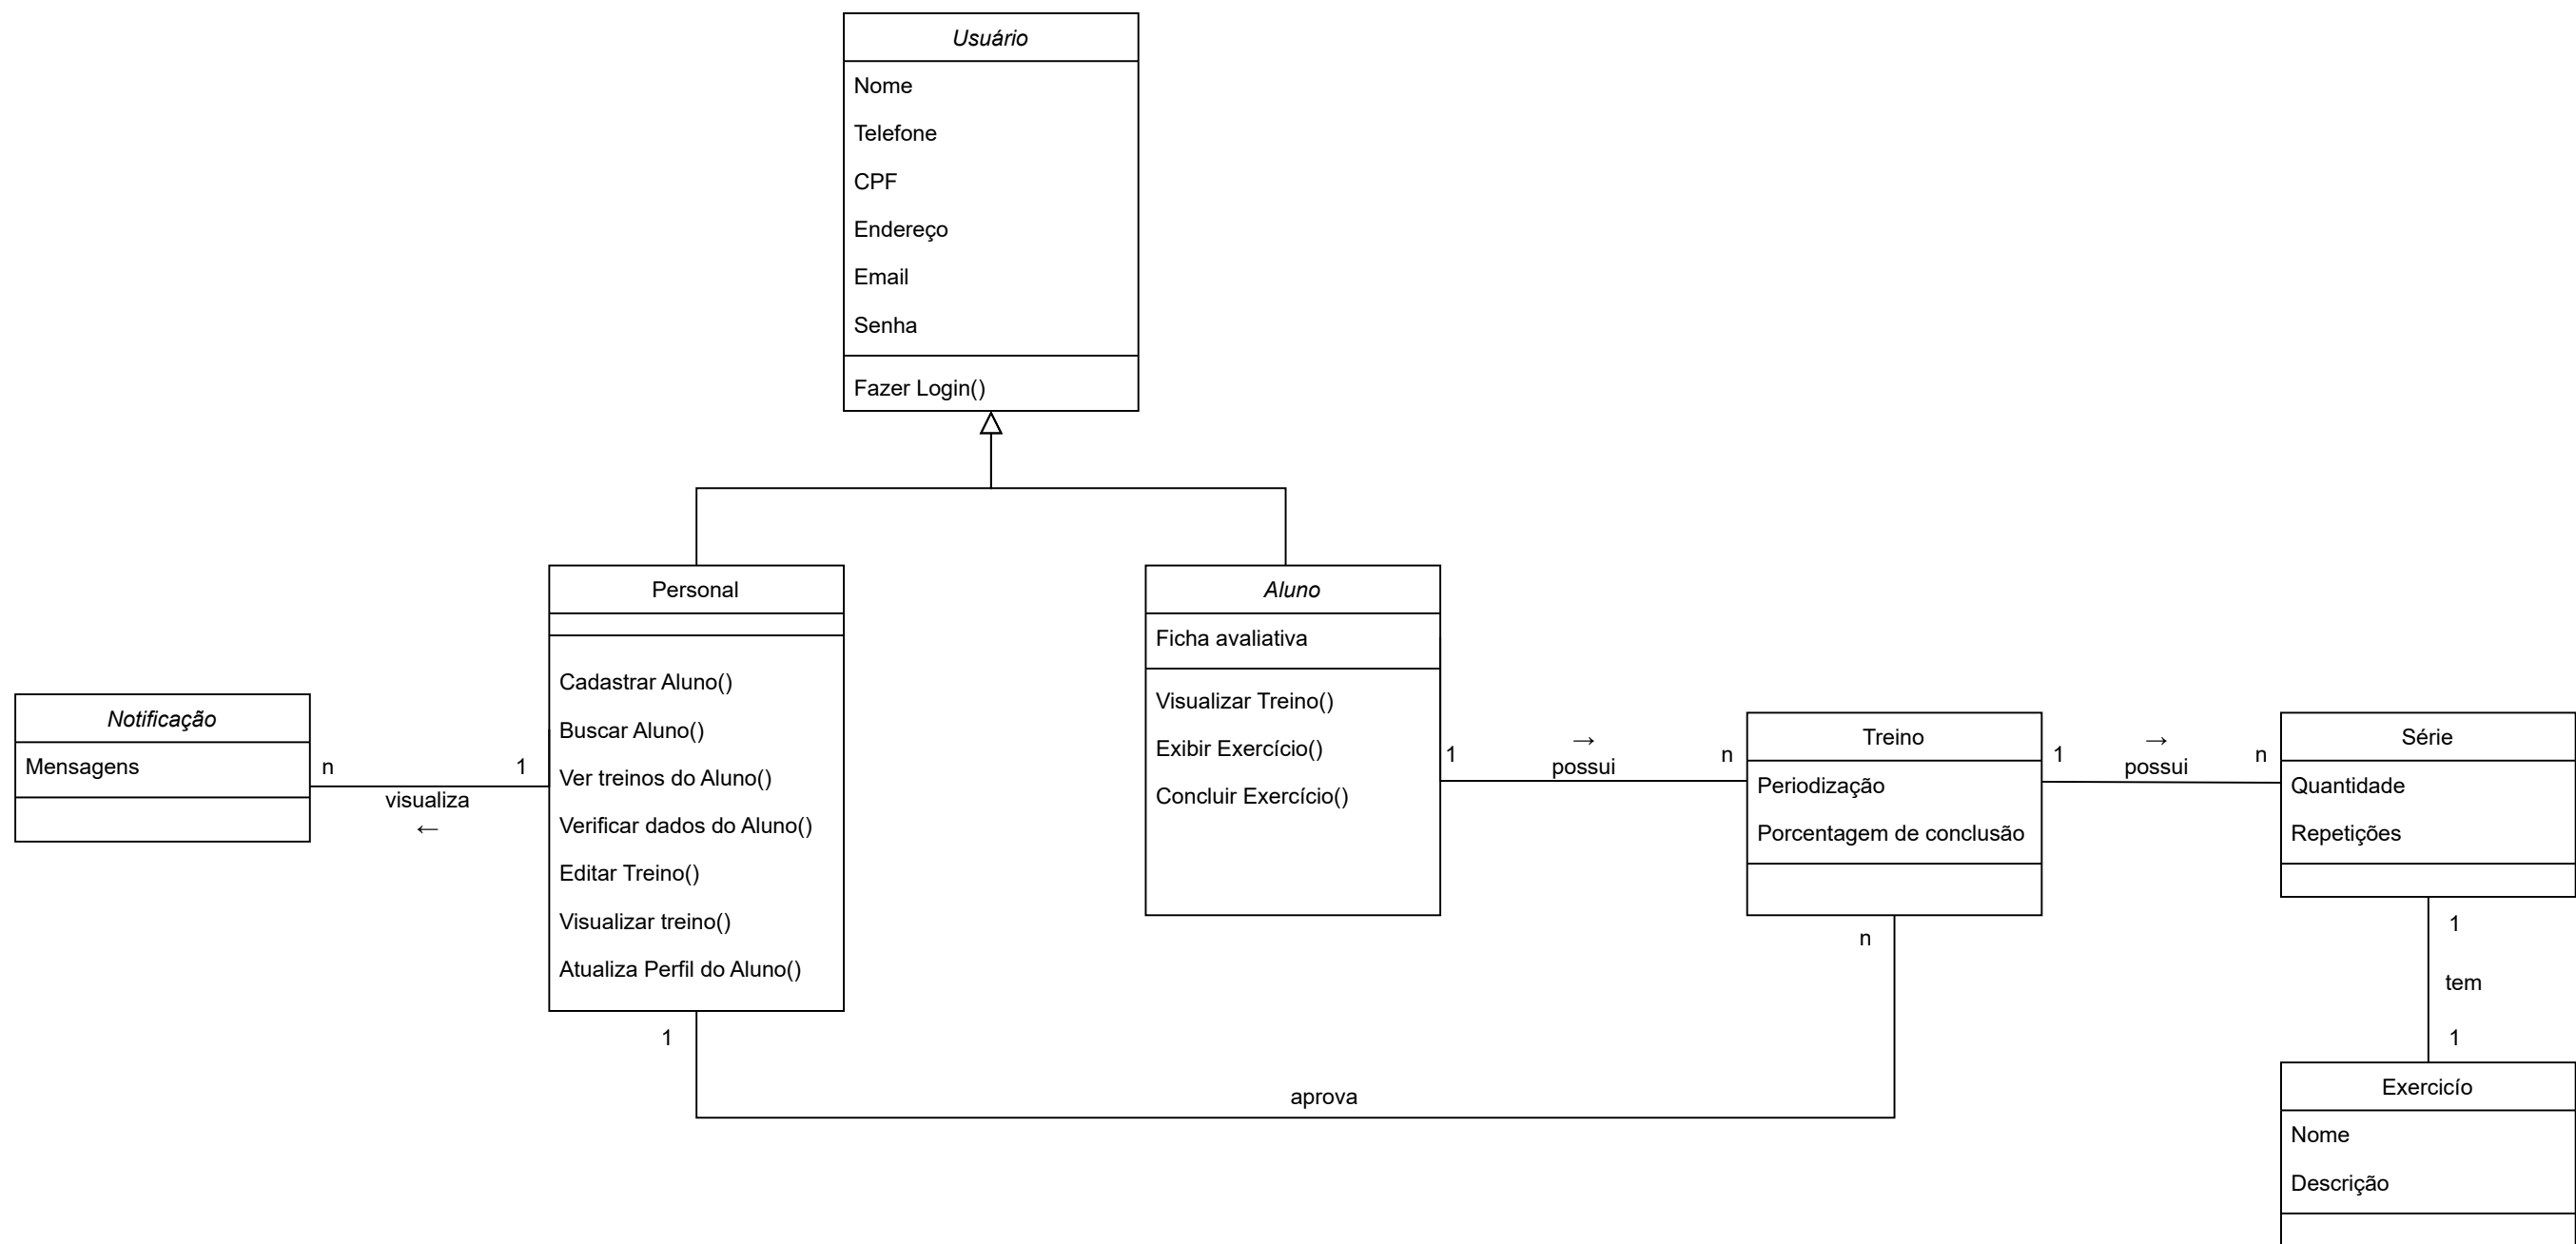 Usuário
Nome
Telefone
CPF
Endereço
Email
Senha
Fazer Login()
Personal
Cadastrar Aluno()
Buscar Aluno()
Ver treinos do Aluno()
Verificar dados do Aluno()
Editar Treino()
Visualizar treino()
Atualiza Perfil do Aluno()
Aluno
Ficha avaliativa
Visualizar Treino()
Exibir Exercício()
Concluir Exercício()
Notificação
Mensagens
n
1
visualiza
←
1
→
possui
n
Treino
Periodização
Porcentagem de conclusão
1
→
possui
n
Série
Quantidade
Repetições
n
1
aprova
1
tem
1
Exercicío
Nome
Descrição